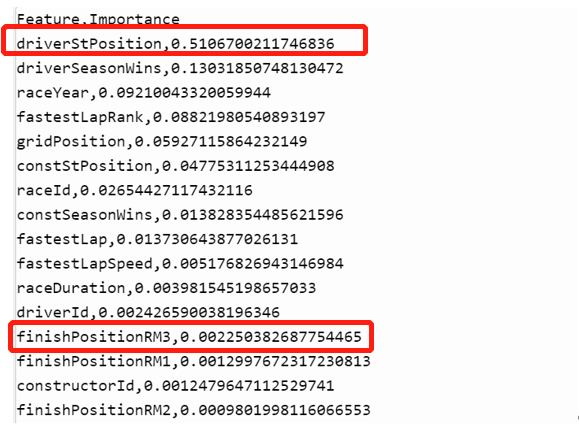 Feature,Importance
driverStPosition,0.5106700211746836
driverSeasonWins,0.13031850748130472
raceYear,0.09210043320059944
fastestLapRank,0.08821980540893197
gridPosition,0.05927115864232149
constStPosition,0.04775311253444908
raceId,0.02654427117432116
constSeasonWins,0.013828354485621596
fastestLap,0.013730643877026131
fastestLapSpeed,0.005176826943146984
raceDuration,0.003981545198657033
driverId,0.002426590038196346
finishPositionRM3,0.002250382687754465
finishPositionRM1,0.0012997672317230813
constructorId,0.0012479647112529741
finishPositionRM2,0.0009801998116066553